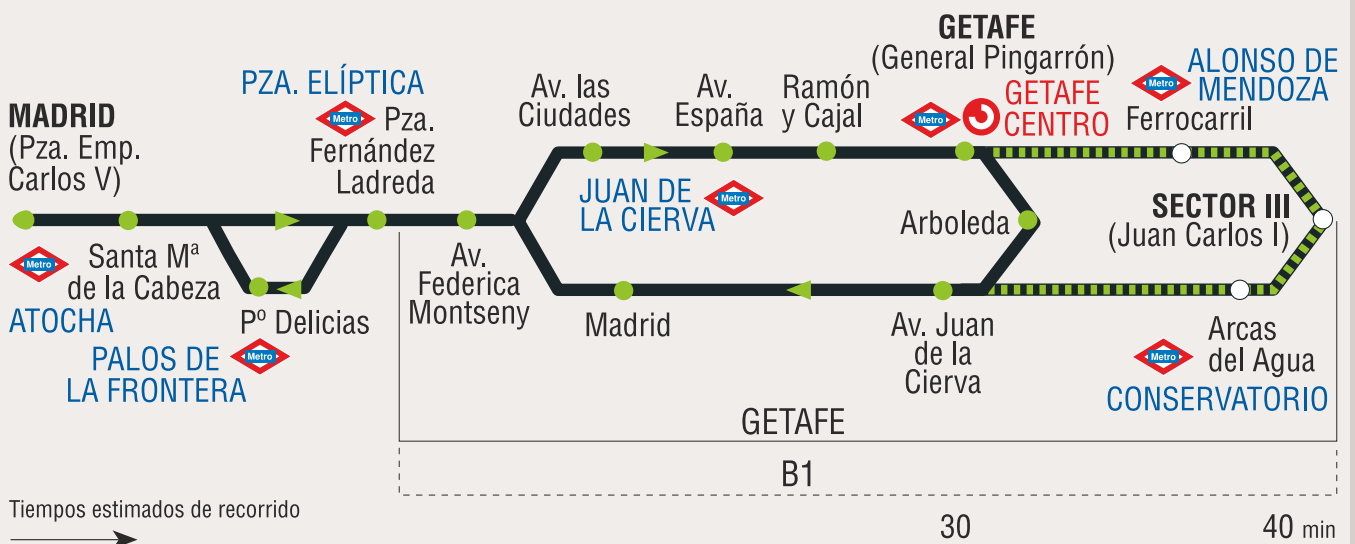 MADRID
(Pza. Emp.
Carlos V)
Metro
ATOCHA
Santa Mª
de la Cabeza
Pº Delicias
PALOS DE
LA FRONTERA
Metro
PZA. ELÍPTICA
Metro
Pza.
Fernández
Ladreda
Av.
Federica
Montseny
Av. las
Ciudades
Av.
España
Ramón
y Cajal
JUAN DE
LA CIERVA
Metro
GETAFE
(General Pingarrón)
Metro
GETAFE
CENTRO
Metro
ALONSO DE
MENDOZA
Ferrocarril
Arboleda
SECTOR III
(Juan Carlos I)
Madrid
Av. Juan
de la
Cierva
Metro
Arcas
del Agua
CONSERVATORIO
GETAFE
B1
Tiempos estimados de recorrido
30
40 min